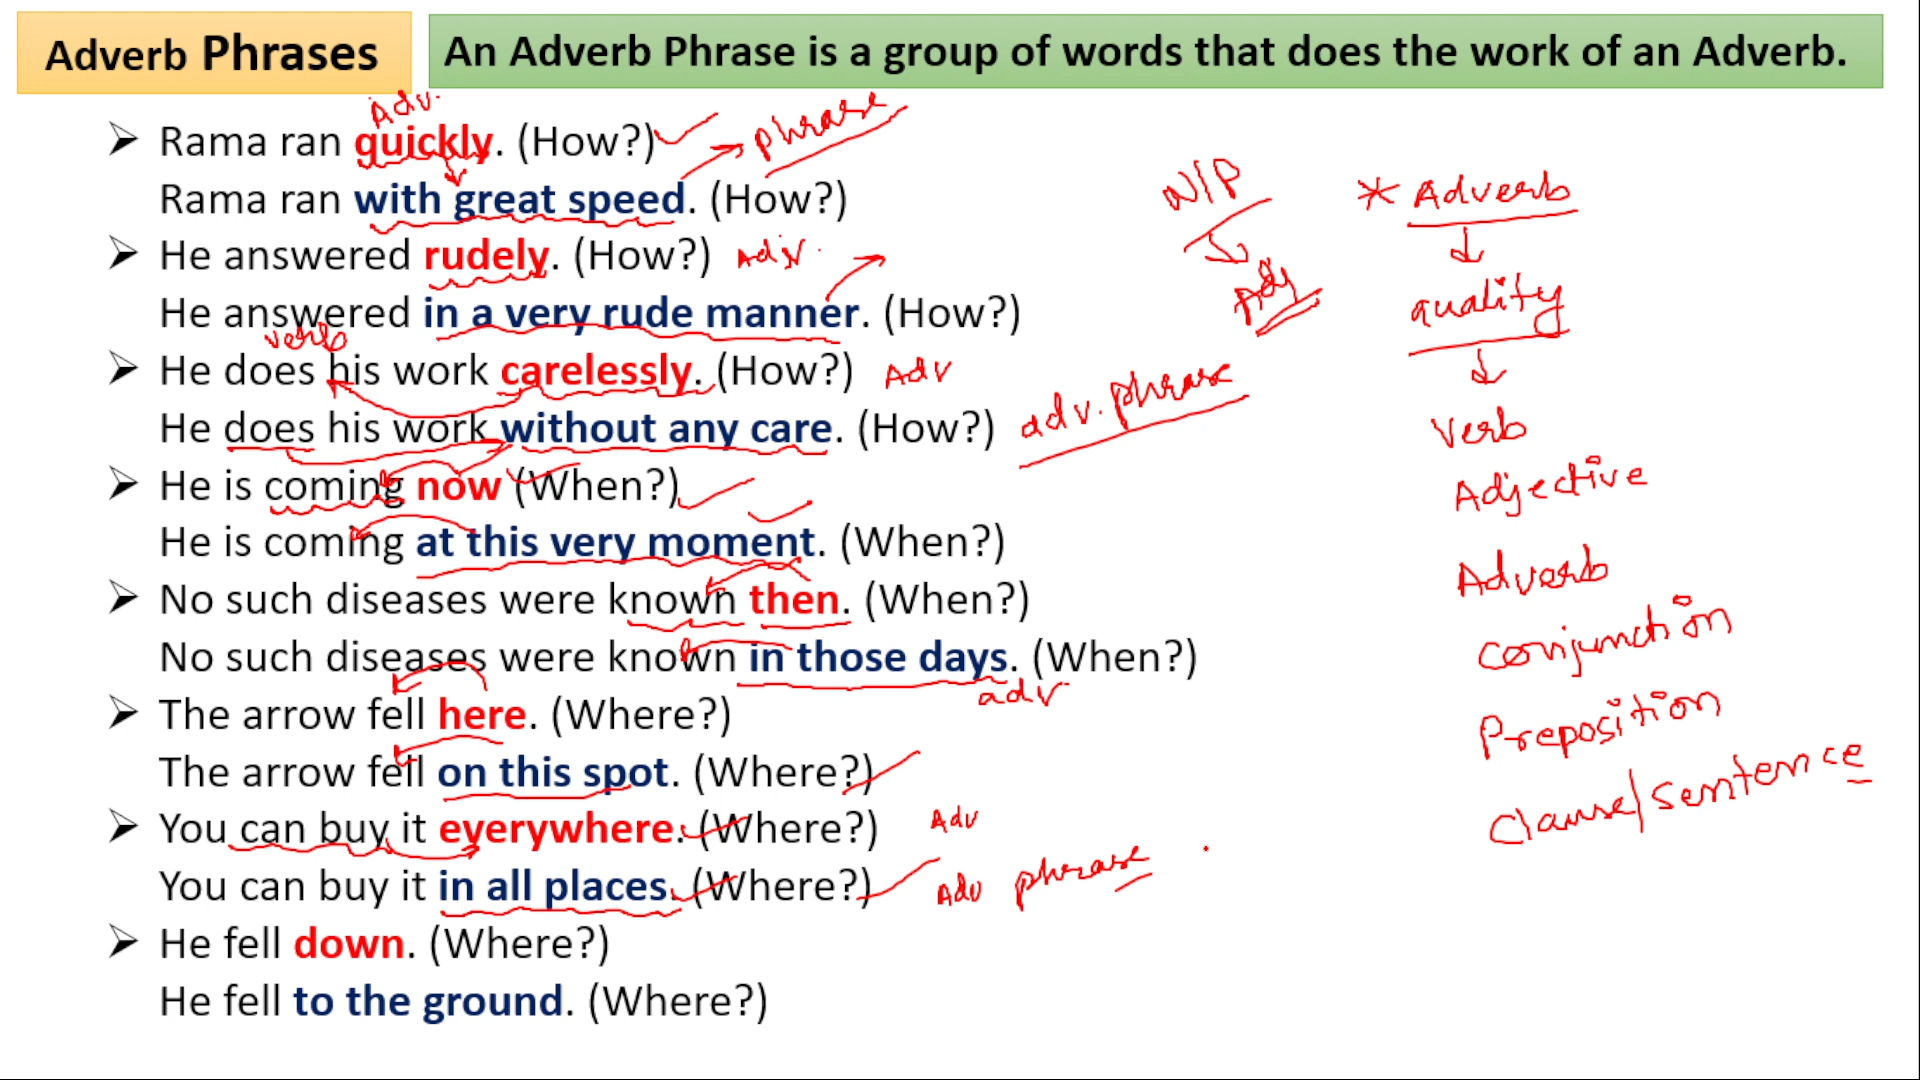 Adverb Phrases
An Adverb Phrase is a group of words that does the work of an Adverb.
Adv.
➢ Rama ran quickly. (How?)
phrase
Rama ran with great speed. (How?)
➢ He answered rudely. (How?)
He answered in a very rude manner. (How?)
verb
➢ He does his work carelessly. (How?) Adv
He does his work without any care. (How?) adv. phrase
➢ He is coming now (When?)
He is coming at this very moment. (When?)
➢ No such diseases were known then. (When?)
No such diseases were known in those days. (When?)
adv.
➢ The arrow fell here. (Where?)
The arrow fell on this spot. (Where?)
➢ You can buy it everywhere. (Where?) Adv
You can buy it in all places. (Where?) Adv phrase
➢ He fell down. (Where?)
He fell to the ground. (Where?)
N/P
Adj
* Adverb
quality
Verb
Adjective
Adverb
conjunction
Preposition
Clause/Sentence